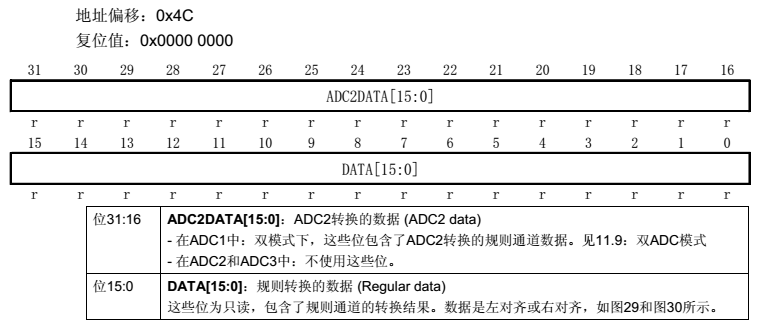 地址偏移：0x4C
复位值：0x0000 0000
31 30 29 28 27 26 25 24 23 22 21 20 19 18 17 16
ADC2DATA[15:0]
r r r r r r r r r r r r r r r r
15 14 13 12 11 10 9 8 7 6 5 4 3 2 1 0
DATA[15:0]
r r r r r r r r r r r r r r r r
位31:16 ADC2DATA[15:0]：ADC2转换的数据 (ADC2 data)
- 在ADC1中：双模式下，这些位包含了ADC2转换的规则通道数据。见11.9：双ADC模式
- 在ADC2和ADC3中：不使用这些位。
位15:0 DATA[15:0]：规则转换的数据 (Regular data)
这些位为只读，包含了规则通道的转换结果。数据是左对齐或右对齐，如图29和图30所示。